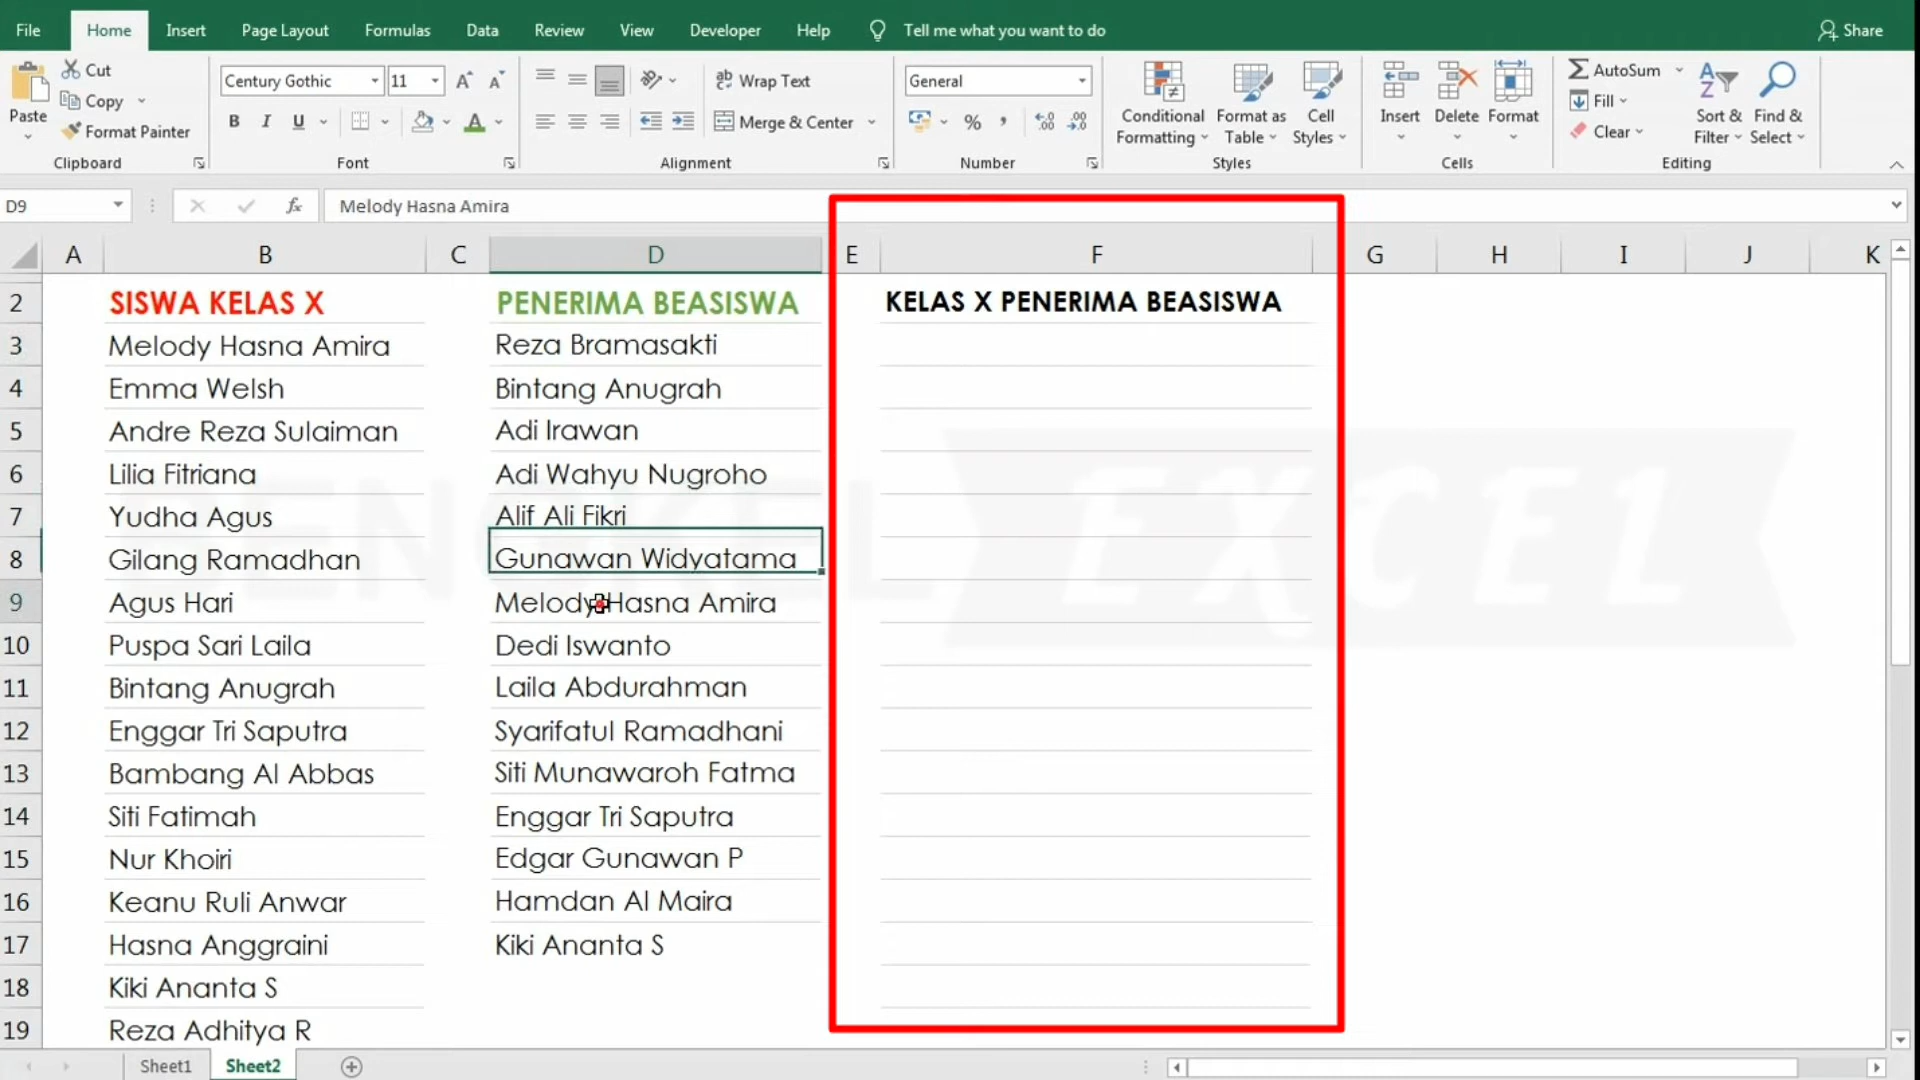 File Home Insert Page Layout Formulas Data Review View Developer Help Tell me what you want to do Share
Paste Cut Copy Format Painter Clipboard
Century Gothic 11 B I U Font
Wrap Text Merge & Center Alignment
General % Number
Conditional Formatting Format as Table Cell Styles Styles
Insert Delete Format Cells
AutoSum Fill Clear Sort & Filter Find & Select Editing
D9 fx Melody Hasna Amira
A B C D E F G H I J K
2 SISWA KELAS X PENERIMA BEASISWA KELAS X PENERIMA BEASISWA
3 Melody Hasna Amira Reza Bramasakti
4 Emma Welsh Bintang Anugrah
5 Andre Reza Sulaiman Adi Irawan
6 Lilia Fitriana Adi Wahyu Nugroho
7 Yudha Agus Alif Ali Fikri
8 Gilang Ramadhan Gunawan Widyatama
9 Agus Hari Melody Hasna Amira
10 Puspa Sari Laila Dedi Iswanto
11 Bintang Anugrah Laila Abdurahman
12 Enggar Tri Saputra Syarifatul Ramadhani
13 Bambang Al Abbas Siti Munawaroh Fatma
14 Siti Fatimah Enggar Tri Saputra
15 Nur Khoiri Edgar Gunawan P
16 Keanu Ruli Anwar Hamdan Al Maira
17 Hasna Anggraini Kiki Ananta S
18 Kiki Ananta S
19 Reza Adhitya R
BENGKEL EXCEL
Sheet1 Sheet2